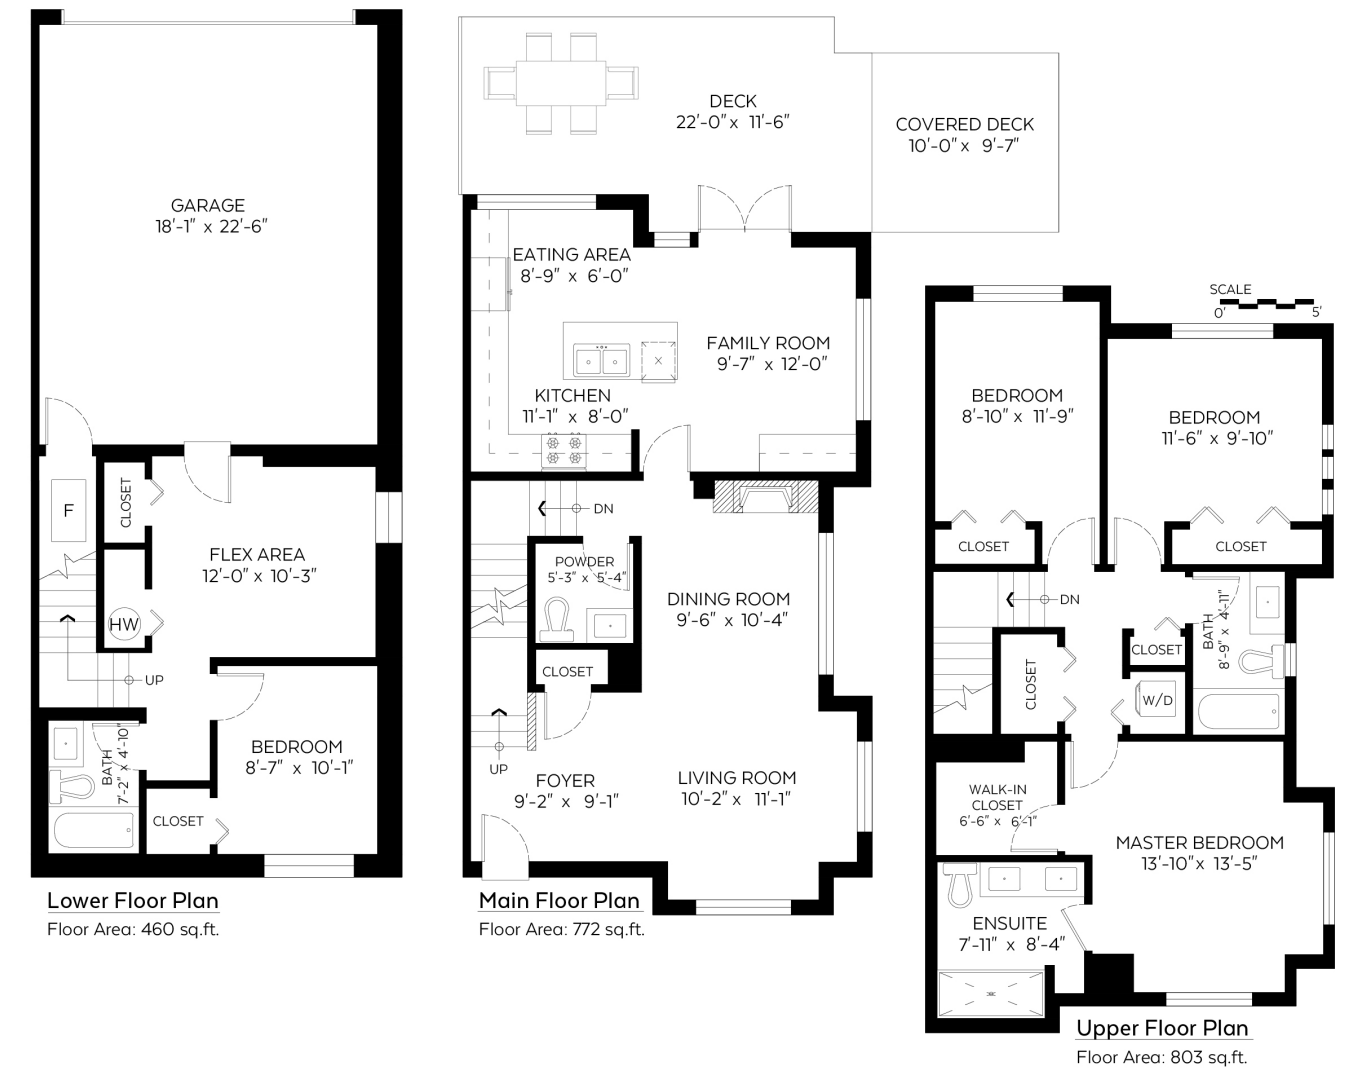 GARAGE
18'-1" x 22'-6"
CLOSET
F
FLEX AREA
12'-0" x 10'-3"
HW
UP
BATH
7'-2" x 4'-10"
BEDROOM
8'-7" x 10'-1"
CLOSET
Lower Floor Plan
Floor Area: 460 sq.ft.
DECK
22'-0" x 11'-6"
COVERED DECK
10'-0" x 9'-7"
EATING AREA
8'-9" x 6'-0"
FAMILY ROOM
9'-7" x 12'-0"
KITCHEN
11'-1" x 8'-0"
DN
POWDER
5'-3" x 5'-4"
DINING ROOM
9'-6" x 10'-4"
CLOSET
UP
FOYER
9'-2" x 9'-1"
LIVING ROOM
10'-2" x 11'-1"
Main Floor Plan
Floor Area: 772 sq.ft.
SCALE
0' 5'
BEDROOM
8'-10" x 11'-9"
BEDROOM
11'-6" x 9'-10"
CLOSET
CLOSET
DN
BATH
8'-9" x 4'-11"
CLOSET
CLOSET
W/D
WALK-IN
CLOSET
6'-6" x 6'-1"
MASTER BEDROOM
13'-10" x 13'-5"
ENSUITE
7'-11" x 8'-4"
Upper Floor Plan
Floor Area: 803 sq.ft.